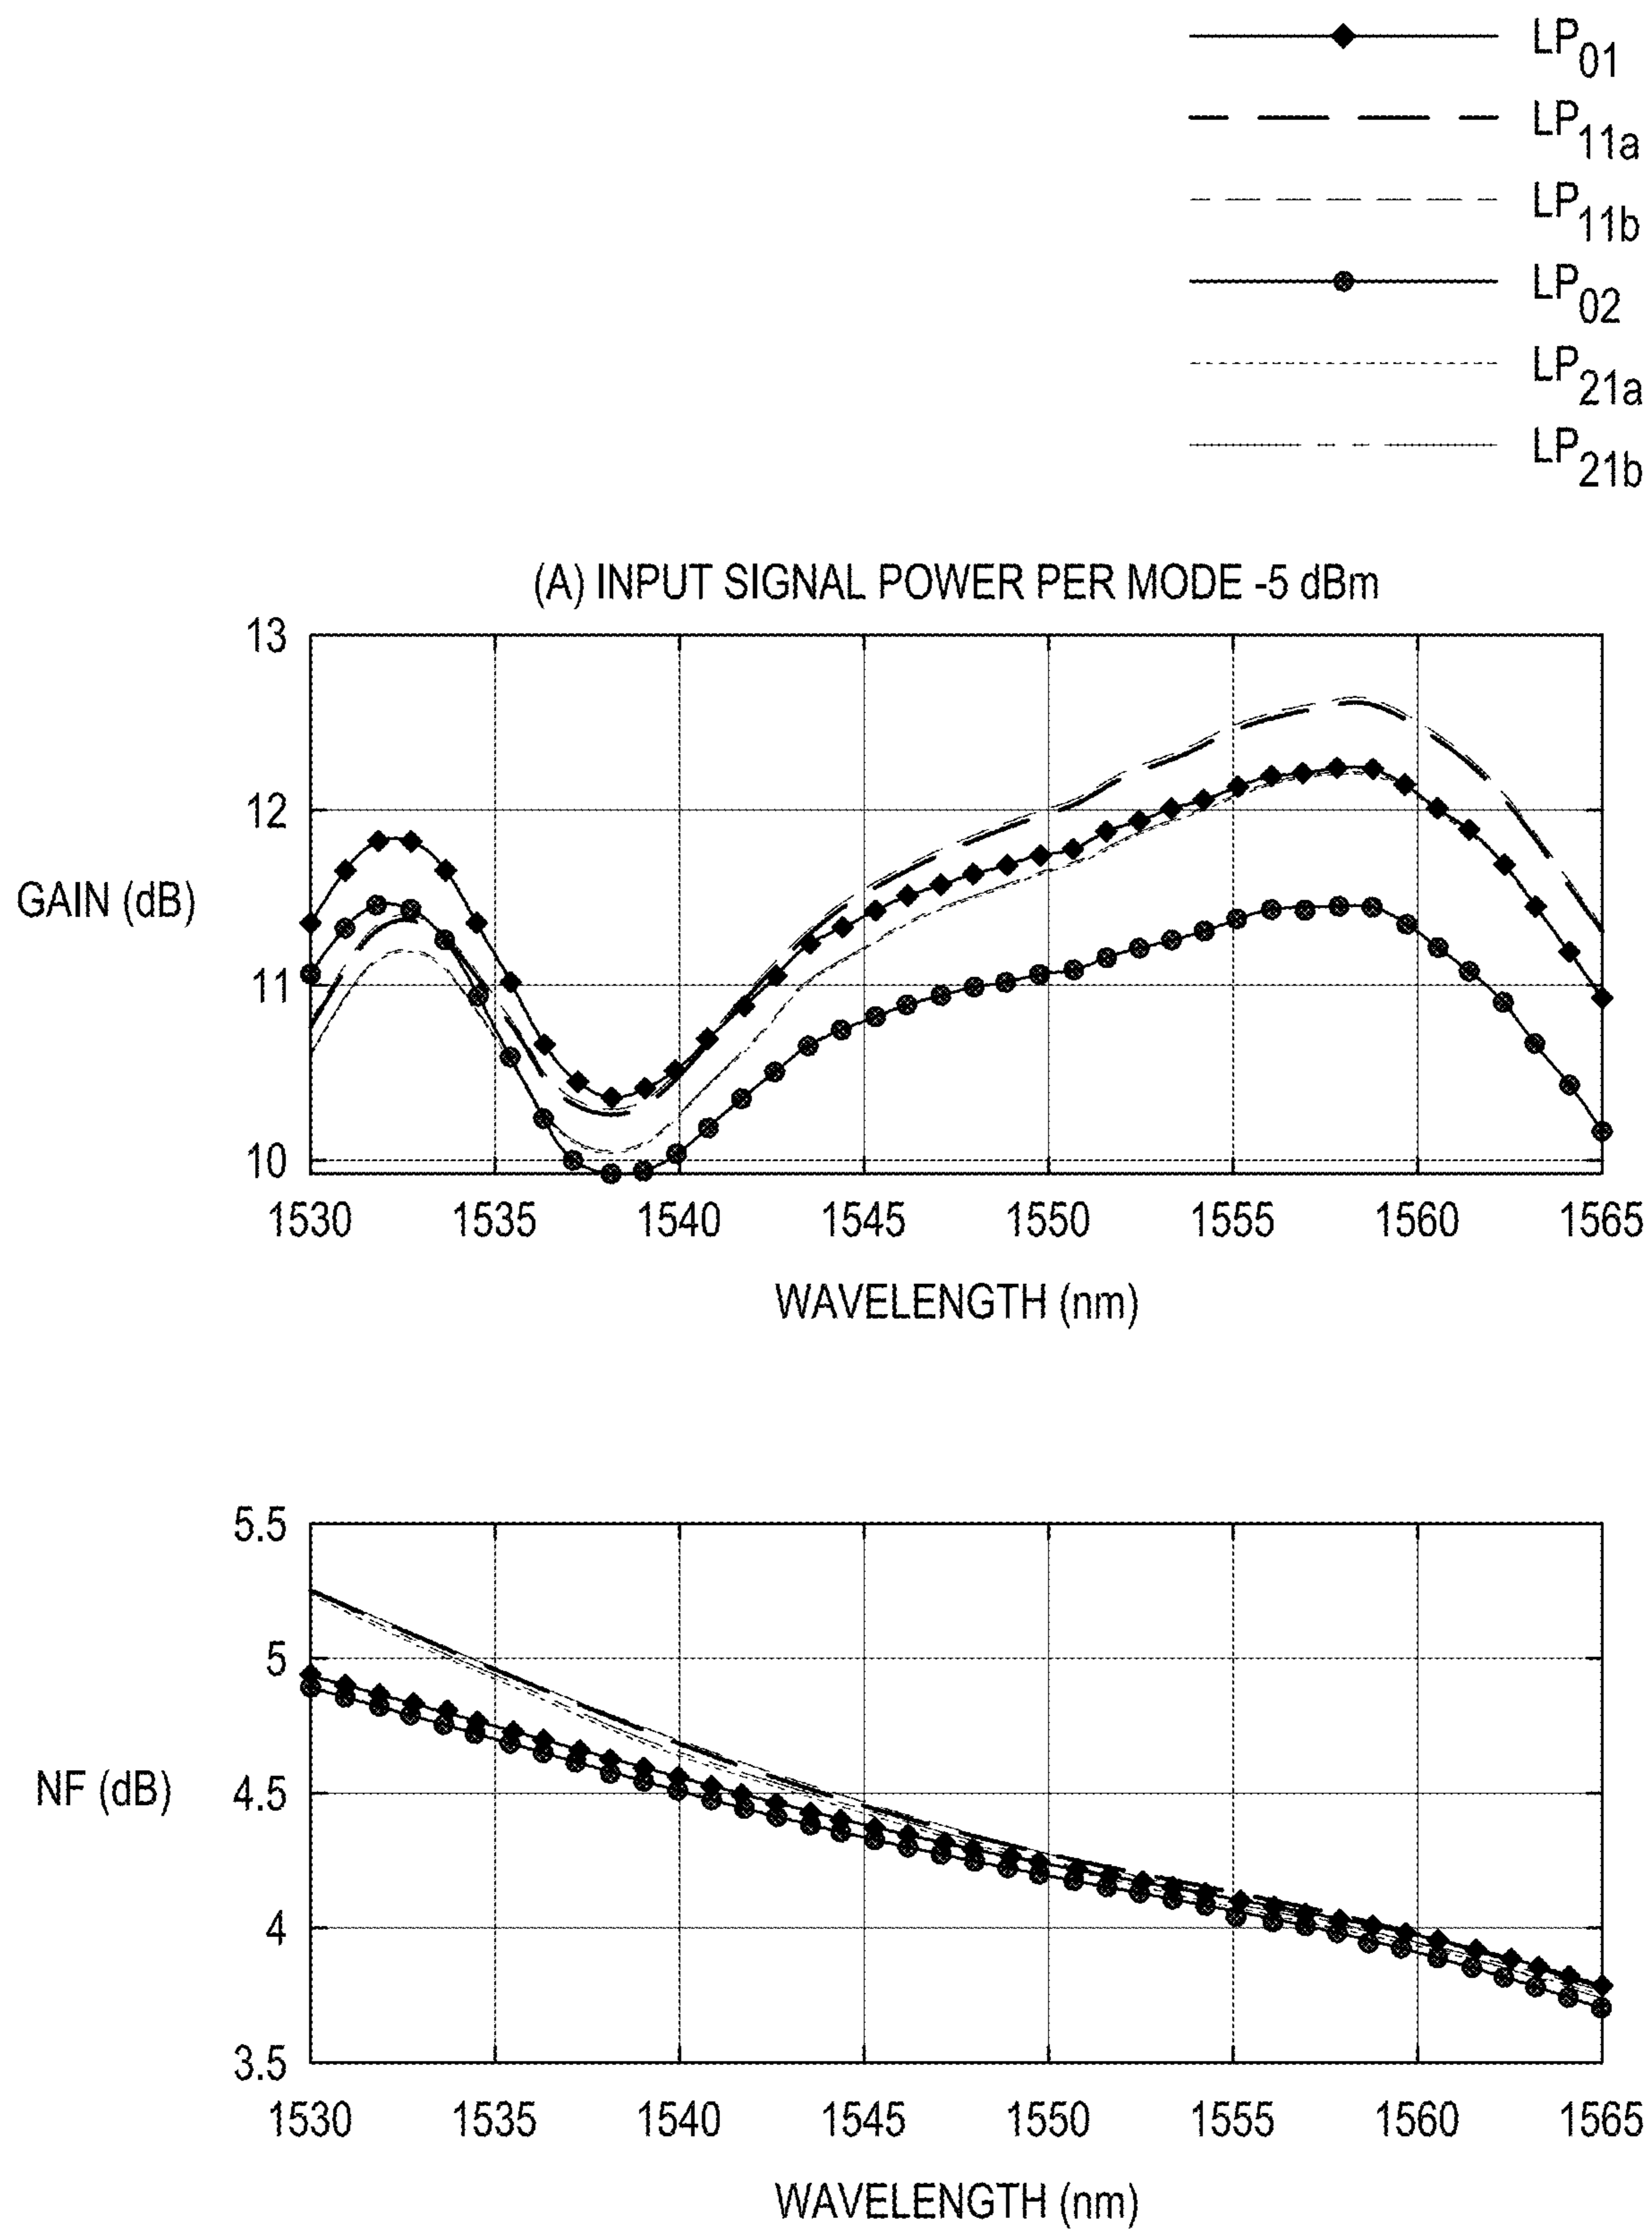 LP01
LP11a
LP11b
LP02
LP21a
LP21b
(A) INPUT SIGNAL POWER PER MODE -5 dBm
13
12
GAIN (dB)
11
10
1530 1535 1540 1545 1550 1555 1560 1565
WAVELENGTH (nm)
5.5
5
NF (dB)
4.5
4
3.5
1530 1535 1540 1545 1550 1555 1560 1565
WAVELENGTH (nm)